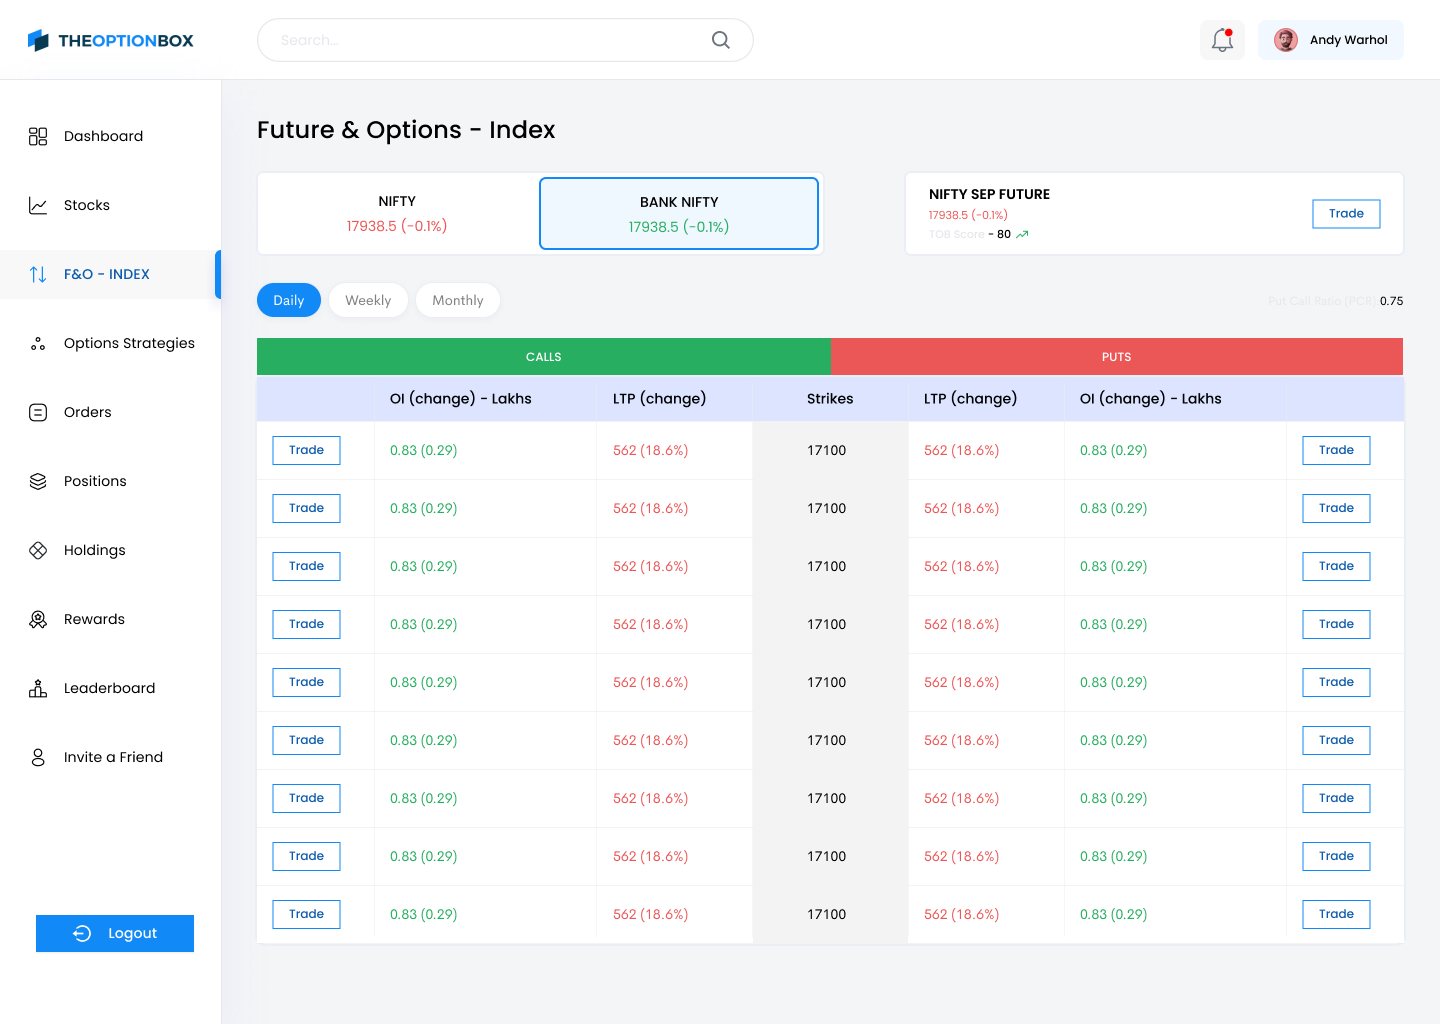 THEOPTIONBOX
Search...
Andy Warhol
Dashboard
Stocks
F&O - INDEX
Options Strategies
Orders
Positions
Holdings
Rewards
Leaderboard
Invite a Friend
Logout
Future & Options - Index
NIFTY
17938.5 (-0.1%)
BANK NIFTY
17938.5 (-0.1%)
NIFTY SEP FUTURE
17938.5 (-0.1%)
TOB Score - 80
Trade
Daily Weekly Monthly
Put Call Ratio (PCR) 0.75
CALLS PUTS
OI (change) - Lakhs LTP (change) Strikes LTP (change) OI (change) - Lakhs
Trade 0.83 (0.29) 562 (18.6%) 17100 562 (18.6%) 0.83 (0.29) Trade
Trade 0.83 (0.29) 562 (18.6%) 17100 562 (18.6%) 0.83 (0.29) Trade
Trade 0.83 (0.29) 562 (18.6%) 17100 562 (18.6%) 0.83 (0.29) Trade
Trade 0.83 (0.29) 562 (18.6%) 17100 562 (18.6%) 0.83 (0.29) Trade
Trade 0.83 (0.29) 562 (18.6%) 17100 562 (18.6%) 0.83 (0.29) Trade
Trade 0.83 (0.29) 562 (18.6%) 17100 562 (18.6%) 0.83 (0.29) Trade
Trade 0.83 (0.29) 562 (18.6%) 17100 562 (18.6%) 0.83 (0.29) Trade
Trade 0.83 (0.29) 562 (18.6%) 17100 562 (18.6%) 0.83 (0.29) Trade
Trade 0.83 (0.29) 562 (18.6%) 17100 562 (18.6%) 0.83 (0.29) Trade